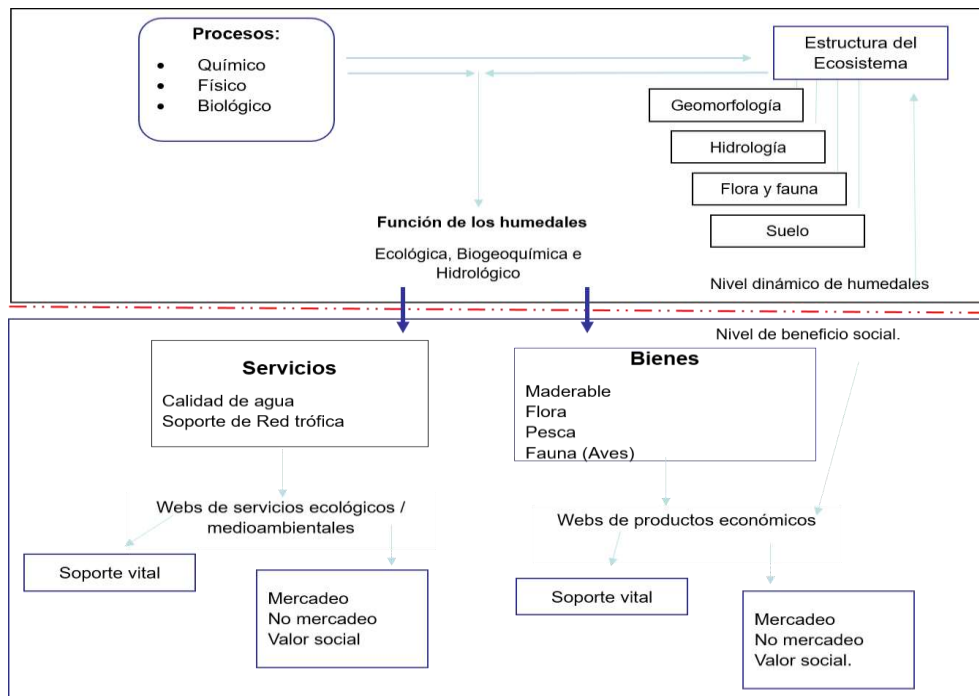 Procesos:
• Químico
• Físico
• Biológico
Estructura del
Ecosistema
Geomorfología
Hidrología
Flora y fauna
Suelo
Función de los humedales
Ecológica, Biogeoquímica e
Hidrológico
Nivel dinámico de humedales
Nivel de beneficio social.
Servicios
Calidad de agua
Soporte de Red trófica
Bienes
Maderable
Flora
Pesca
Fauna (Aves)
Webs de servicios ecológicos /
medioambientales
Webs de productos económicos
Soporte vital
Mercadeo
No mercadeo
Valor social
Soporte vital
Mercadeo
No mercadeo
Valor social.